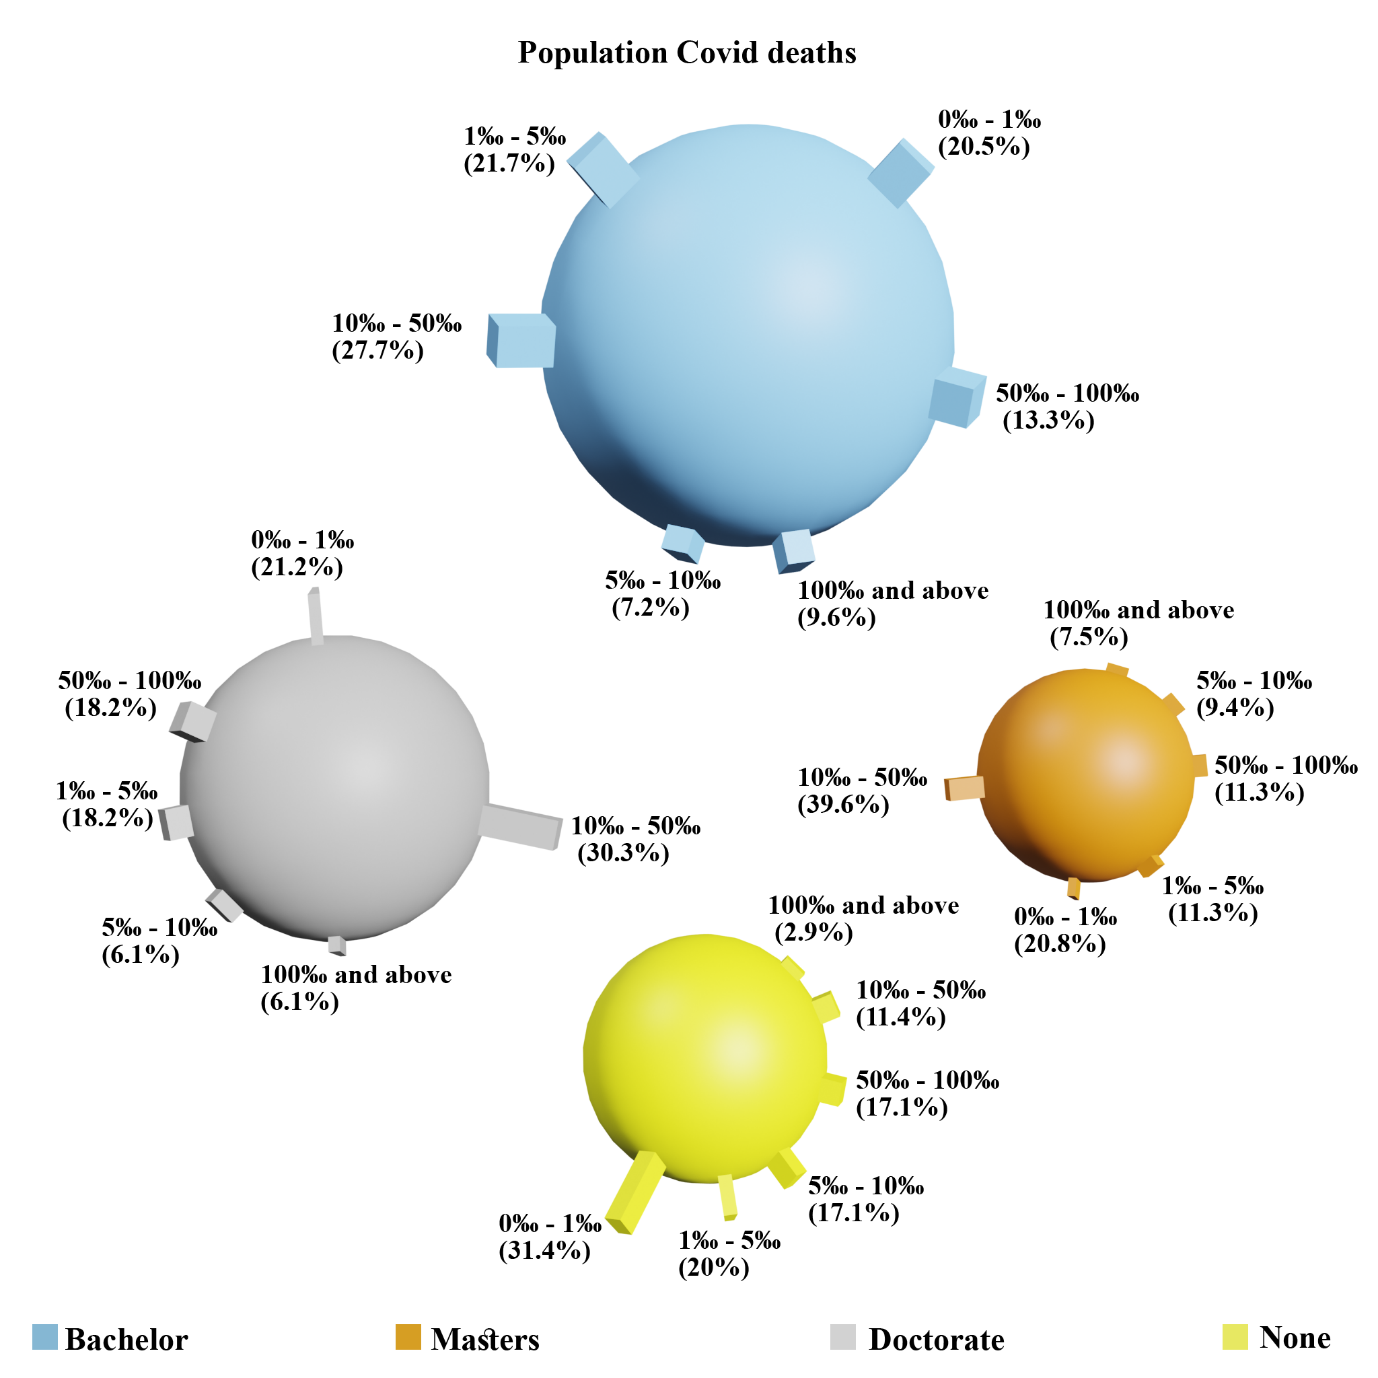 Population Covid deaths
1‰ - 5‰
(21.7%)
0‰ - 1‰
(20.5%)
10‰ - 50‰
(27.7%)
50‰ - 100‰
(13.3%)
5‰ - 10‰
(7.2%)
100‰ and above
(9.6%)
0‰ - 1‰
(21.2%)
50‰ - 100‰
(18.2%)
1‰ - 5‰
(18.2%)
10‰ - 50‰
(30.3%)
5‰ - 10‰
(6.1%)
100‰ and above
(6.1%)
100‰ and above
(7.5%)
5‰ - 10‰
(9.4%)
10‰ - 50‰
(39.6%)
50‰ - 100‰
(11.3%)
1‰ - 5‰
(11.3%)
0‰ - 1‰
(20.8%)
100‰ and above
(2.9%)
10‰ - 50‰
(11.4%)
50‰ - 100‰
(17.1%)
5‰ - 10‰
(17.1%)
0‰ - 1‰
(31.4%)
1‰ - 5‰
(20%)
Bachelor
Masters
Doctorate
None